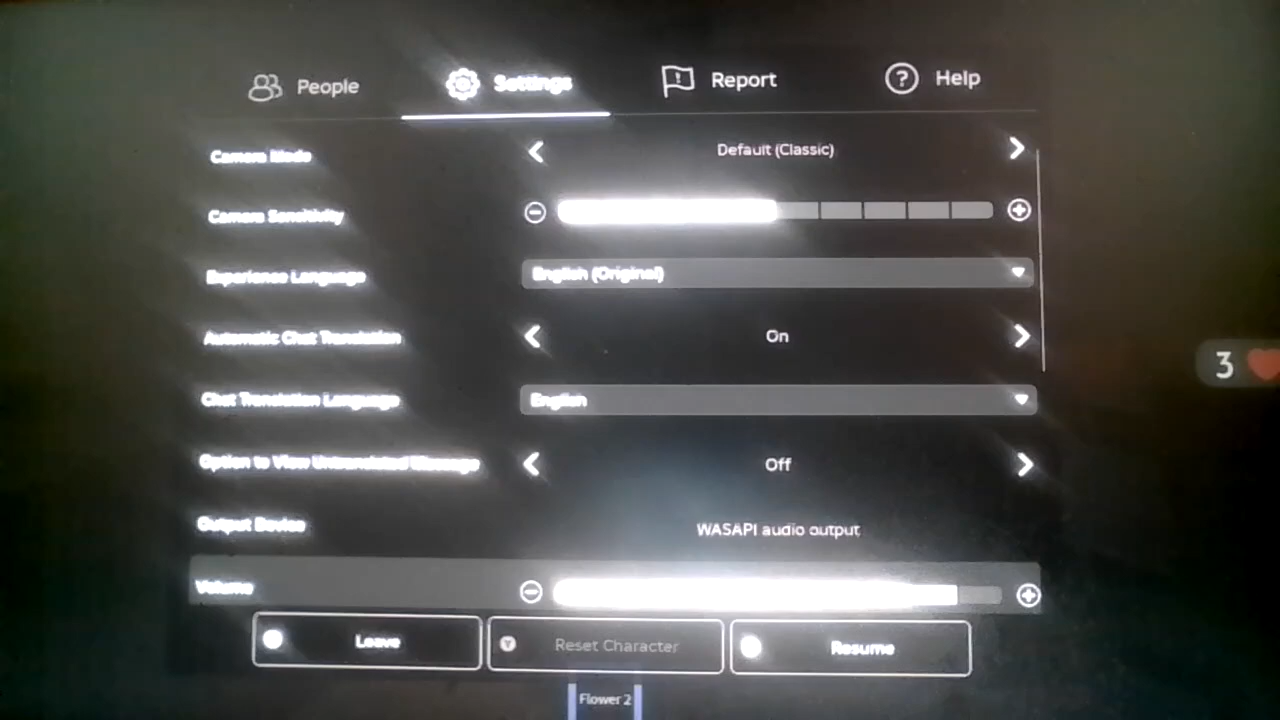 People
Settings
Report
Help
Camera Mode
Default (Classic)
Camera Sensitivity
Experience Language
English (Original)
Automatic Chat Translation
On
3
Chat Translation Language
English
Option to View Untranslated Message
Off
Output Device
WASAPI audio output
Volume
Leave
Y
Reset Character
Resume
Flower 2